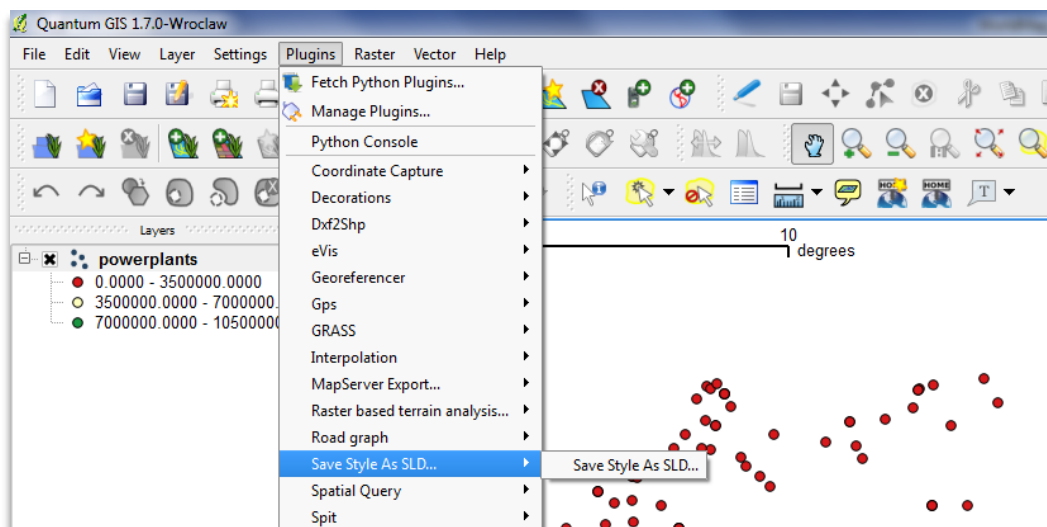 Quantum GIS 1.7.0-Wroclaw
File Edit View Layer Settings Plugins Raster Vector Help
Fetch Python Plugins...
Manage Plugins...
Python Console
Coordinate Capture
Decorations
Dxf2Shp
eVis
Georeferencer
Gps
GRASS
Interpolation
MapServer Export...
Raster based terrain analysis...
Road graph
Save Style As SLD...
Save Style As SLD...
Spatial Query
Spit
HOME
T
Layers
powerplants
0.0000 - 3500000.0000
3500000.0000 - 7000000.
7000000.0000 - 1050000
10
degrees